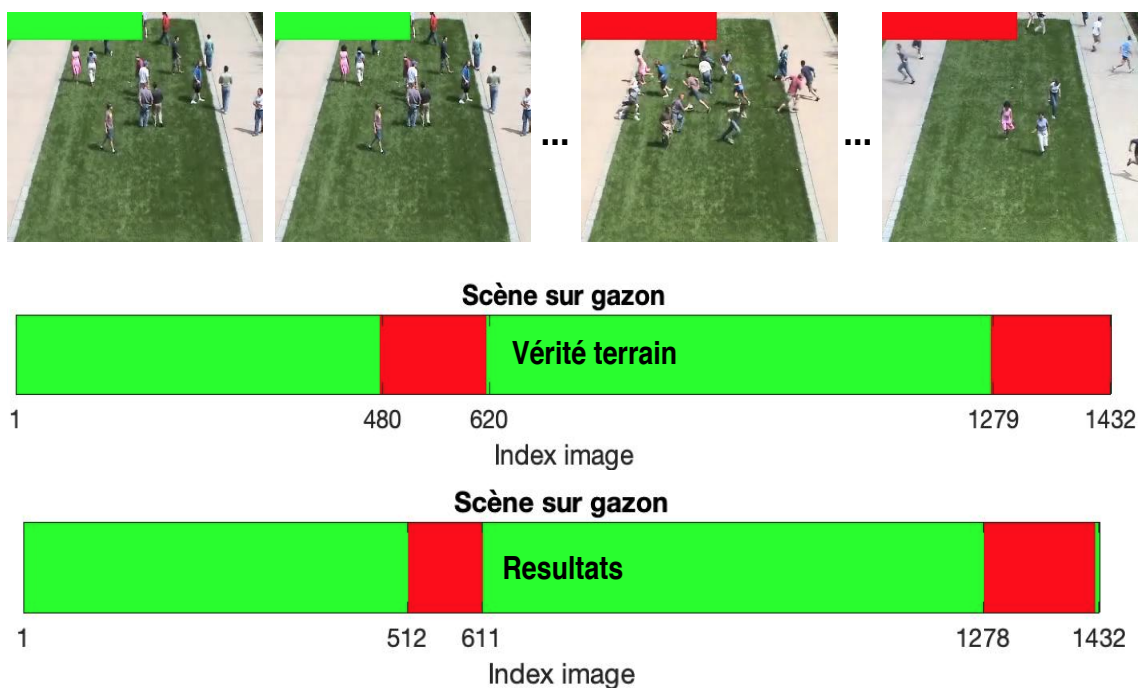 ... ...
Scène sur gazon
Vérité terrain
1 480 620 1279 1432
Index image
Scène sur gazon
Resultats
1 512 611 1278 1432
Index image